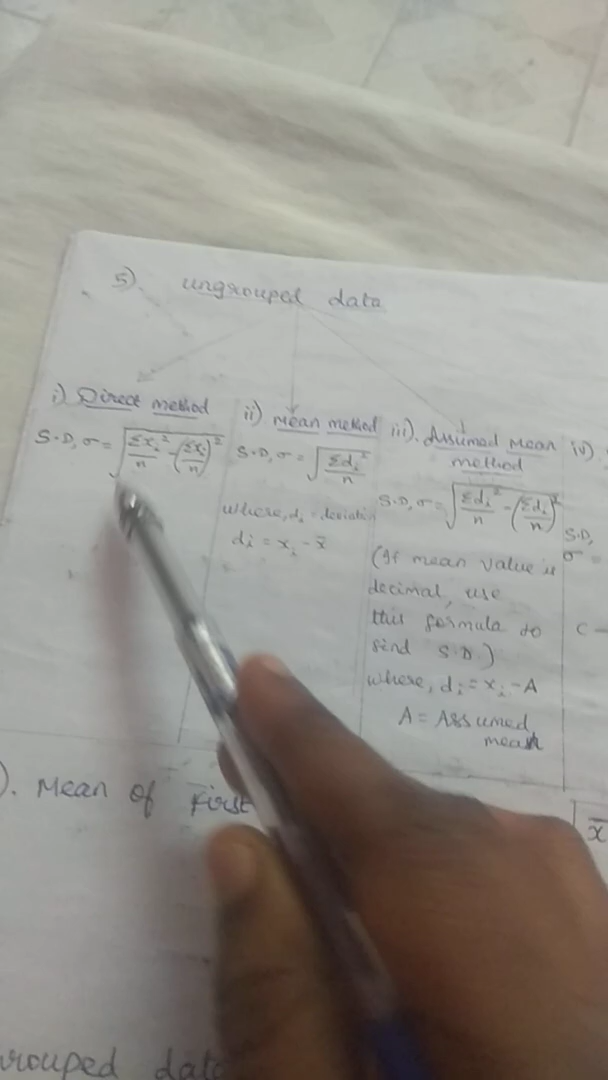 5). ungrouped data
i) Direct method
S.D, σ = √(Σxᵢ²/n - (Σxᵢ/n)²)
ii) Mean method
S.D, σ = √(Σdᵢ²/n)
where, dᵢ = deviation
dᵢ = xᵢ - x̄
iii). Assumed Mean
method
S.D, σ = √(Σdᵢ²/n - (Σdᵢ/n)²)
(If mean value is
decimal, use
this formula to
find S.D.)
where, dᵢ = xᵢ - A
A = Assumed
mean
iv)
S.D,
σ =
C
). Mean of First
x̄
rouped data